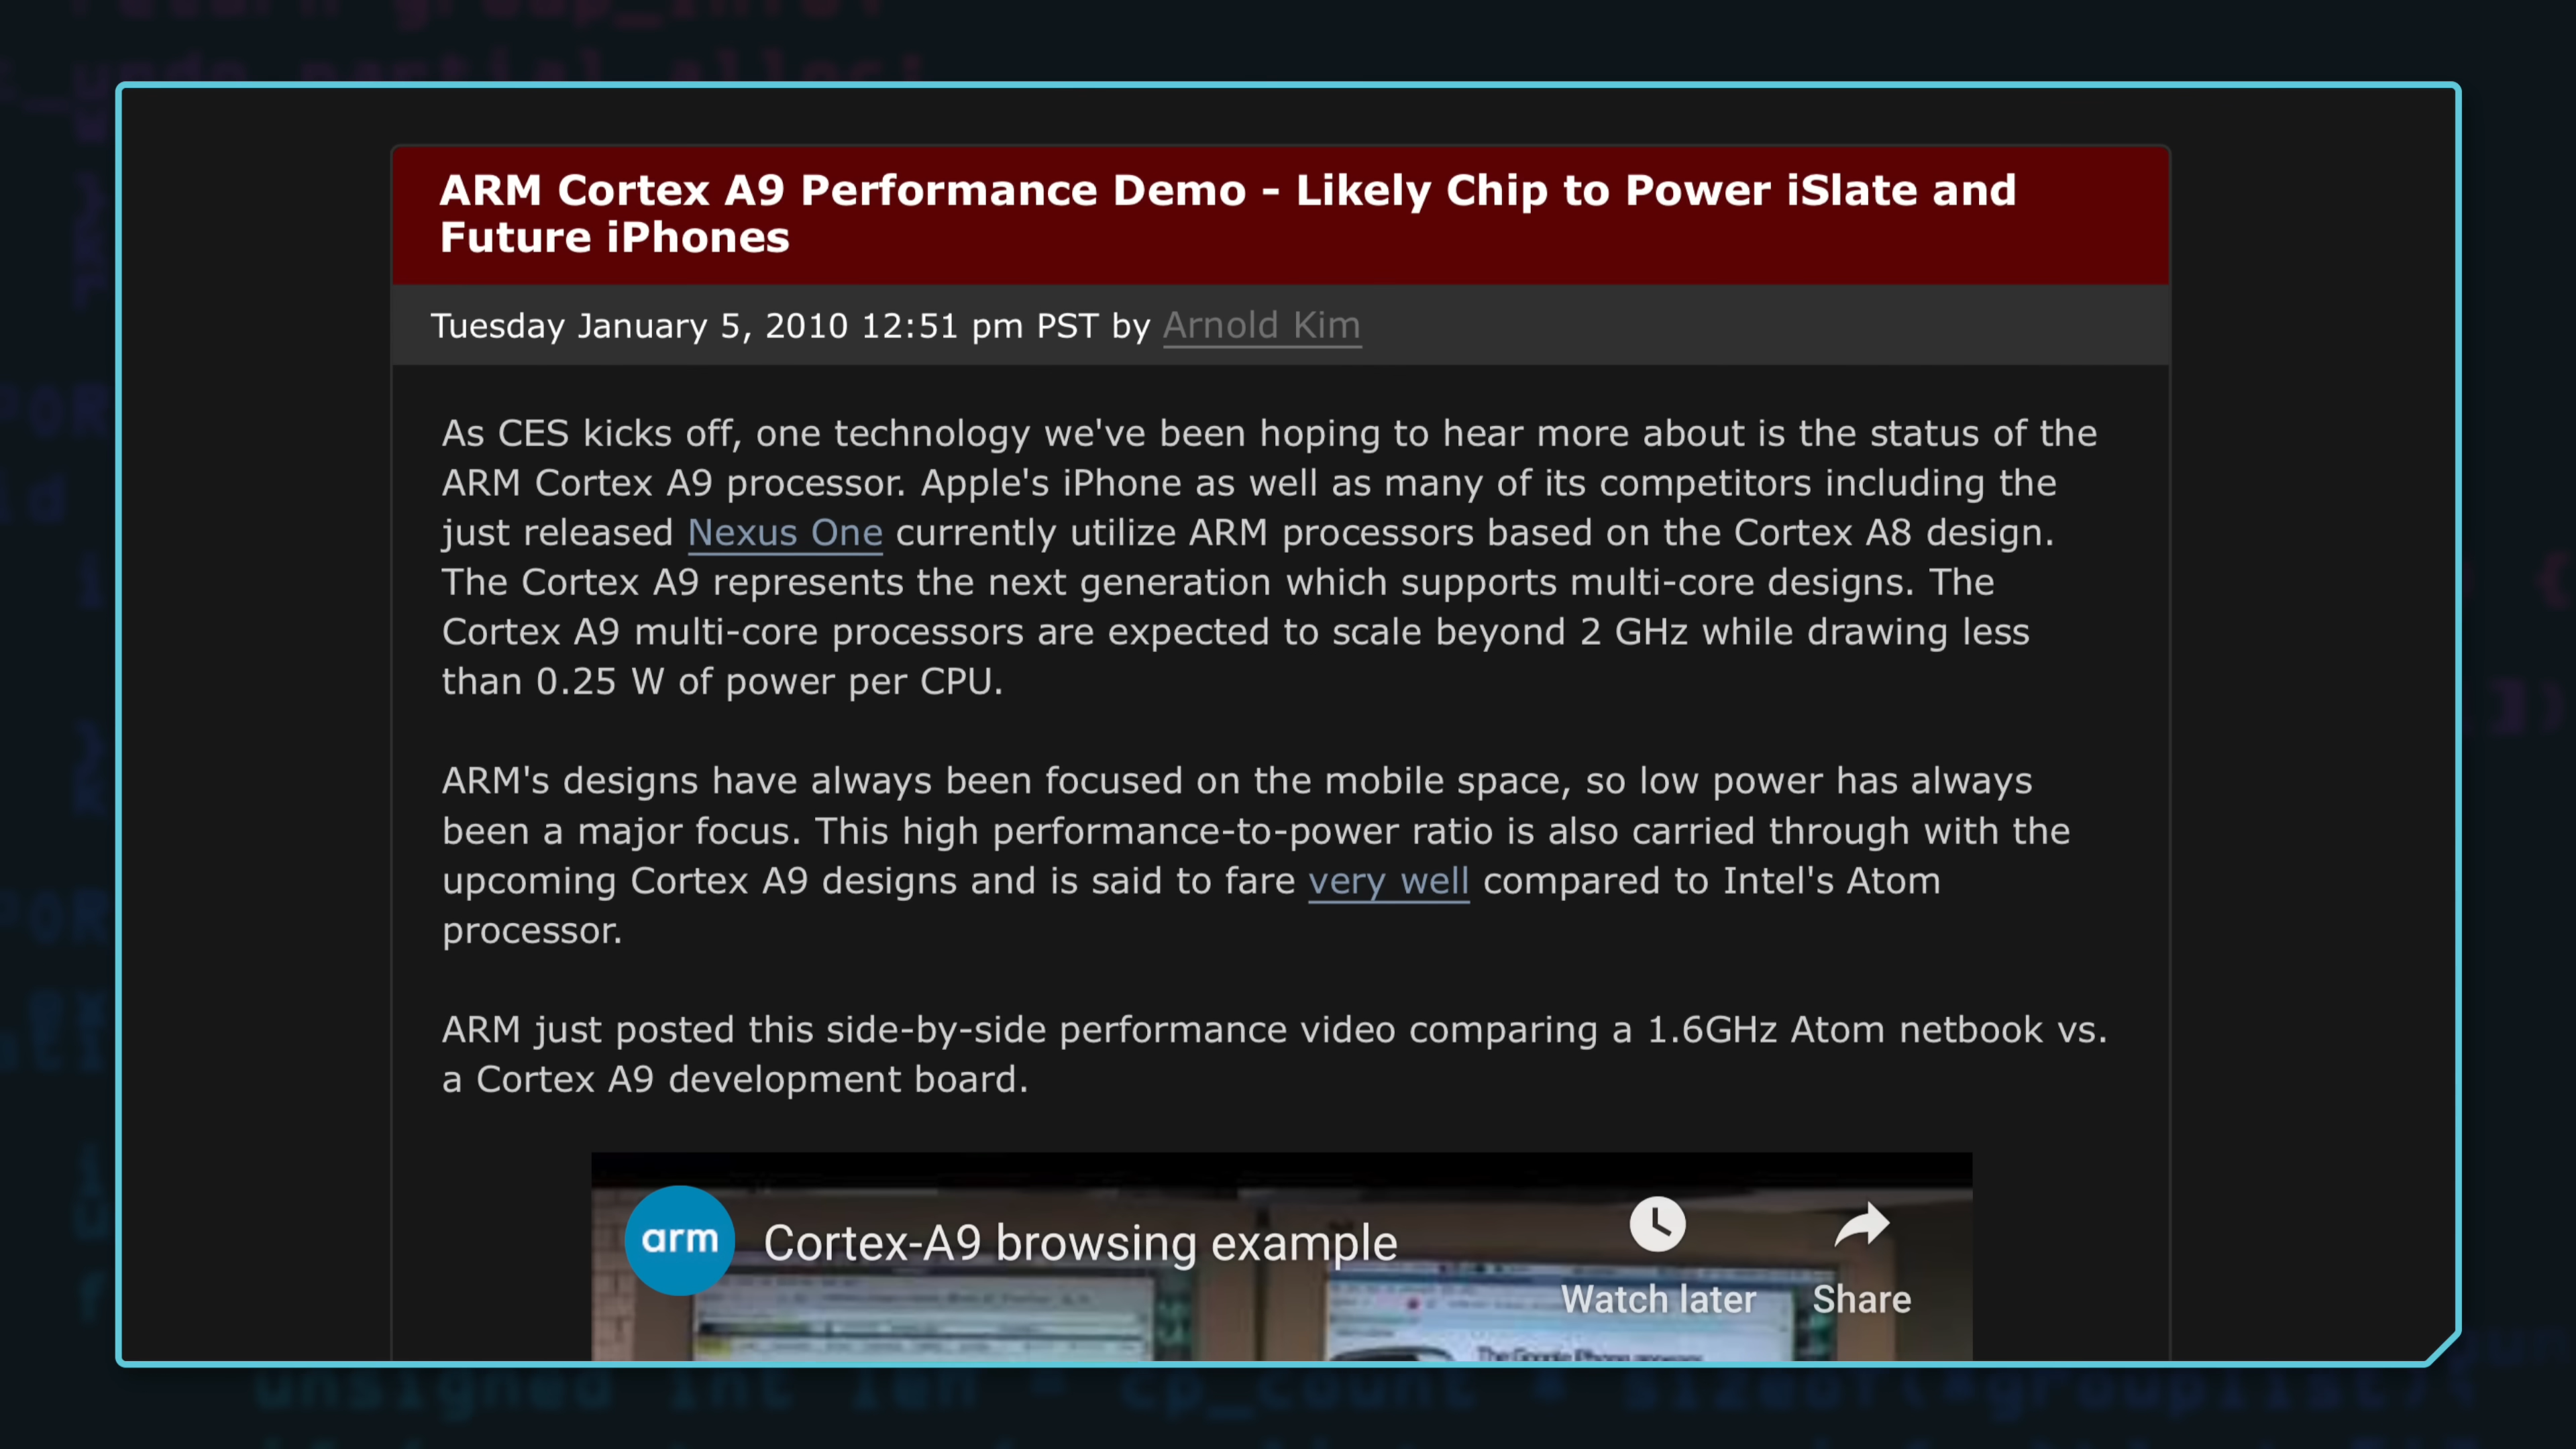 ARM Cortex A9 Performance Demo - Likely Chip to Power iSlate and
Future iPhones
Tuesday January 5, 2010 12:51 pm PST by Arnold Kim
As CES kicks off, one technology we've been hoping to hear more about is the status of the
ARM Cortex A9 processor. Apple's iPhone as well as many of its competitors including the
just released Nexus One currently utilize ARM processors based on the Cortex A8 design.
The Cortex A9 represents the next generation which supports multi-core designs. The
Cortex A9 multi-core processors are expected to scale beyond 2 GHz while drawing less
than 0.25 W of power per CPU.
ARM's designs have always been focused on the mobile space, so low power has always
been a major focus. This high performance-to-power ratio is also carried through with the
upcoming Cortex A9 designs and is said to fare very well compared to Intel's Atom
processor.
ARM just posted this side-by-side performance video comparing a 1.6GHz Atom netbook vs.
a Cortex A9 development board.
arm Cortex-A9 browsing example
Watch later Share
unsigned int len = cp_count * sizeof(*grouplist);